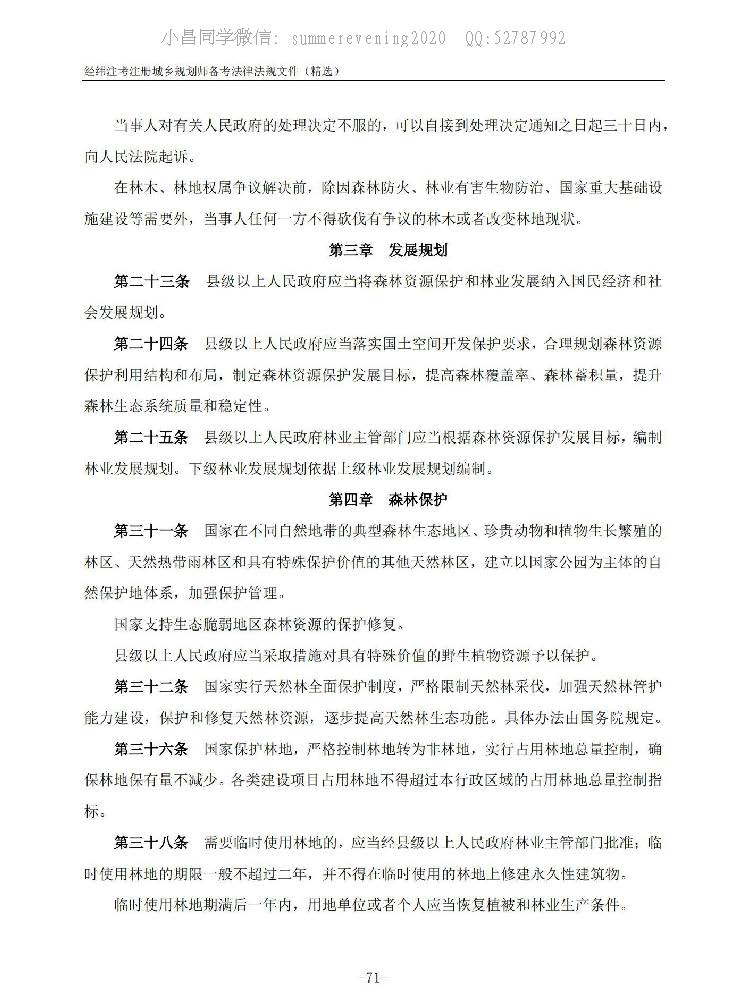 小昌同学微信: summerevening2020 QQ:52787992
经纬注考注册城乡规划师备考法律法规文件（精选）
当事人对有关人民政府的处理决定不服的，可以自接到处理决定通知之日起三十日内，
向人民法院起诉。
在林木、林地权属争议解决前，除因森林防火、林业有害生物防治、国家重大基础设
施建设等需要外，当事人任何一方不得砍伐有争议的林木或者改变林地现状。
第三章 发展规划
第二十三条 县级以上人民政府应当将森林资源保护和林业发展纳入国民经济和社
会发展规划。
第二十四条 县级以上人民政府应当落实国土空间开发保护要求，合理规划森林资源
保护利用结构和布局，制定森林资源保护发展目标，提高森林覆盖率、森林蓄积量，提升
森林生态系统质量和稳定性。
第二十五条 县级以上人民政府林业主管部门应当根据森林资源保护发展目标，编制
林业发展规划。下级林业发展规划依据上级林业发展规划编制。
第四章 森林保护
第三十一条 国家在不同自然地带的典型森林生态地区、珍贵动物和植物生长繁殖的
林区、天然热带雨林区和具有特殊保护价值的其他天然林区，建立以国家公园为主体的自
然保护地体系，加强保护管理。
国家支持生态脆弱地区森林资源的保护修复。
县级以上人民政府应当采取措施对具有特殊价值的野生植物资源予以保护。
第三十二条 国家实行天然林全面保护制度，严格限制天然林采伐，加强天然林管护
能力建设，保护和修复天然林资源，逐步提高天然林生态功能。具体办法由国务院规定。
第三十六条 国家保护林地，严格控制林地转为非林地，实行占用林地总量控制，确
保林地保有量不减少。各类建设项目占用林地不得超过本行政区域的占用林地总量控制指
标。
第三十八条 需要临时使用林地的，应当经县级以上人民政府林业主管部门批准；临
时使用林地的期限一般不超过二年，并不得在临时使用的林地上修建永久性建筑物。
临时使用林地期满后一年内，用地单位或者个人应当恢复植被和林业生产条件。
-71-